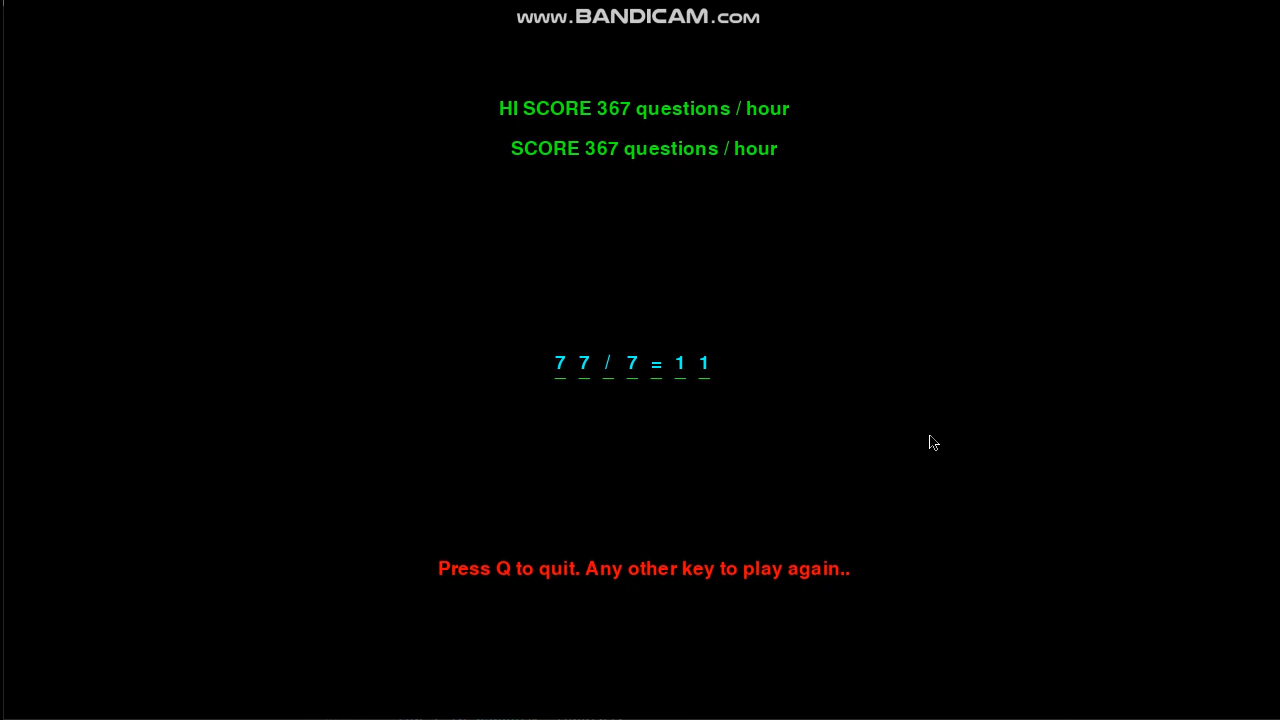 www.BANDICAM.COM
HI SCORE 367 questions / hour
SCORE 367 questions / hour
7 7 / 7 = 1 1
Press Q to quit. Any other key to play again..